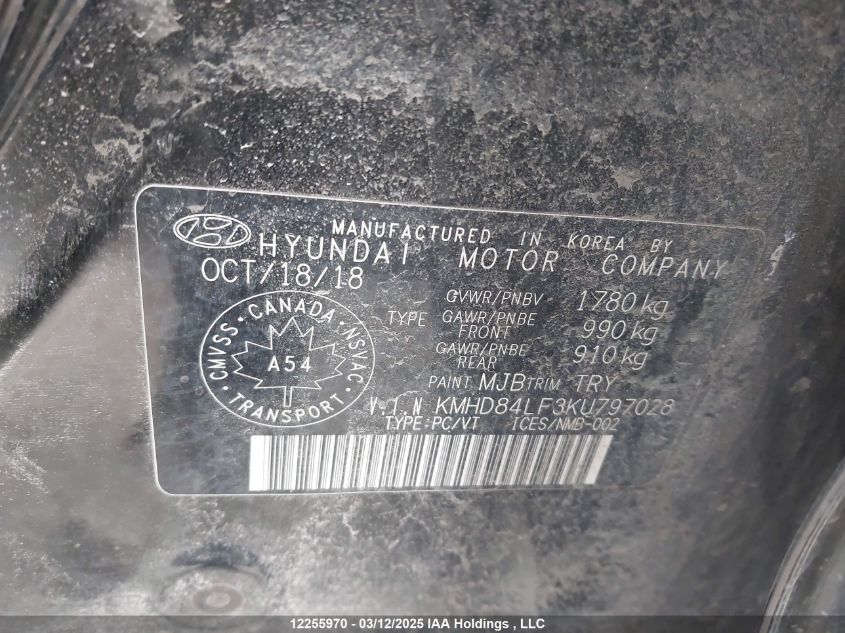 MANUFACTURED IN KOREA BY
HYUNDAI MOTOR COMPANY
OCT/18/18
GVWR/PNBV 1780 kg
TYPE GAWR/PNBE FRONT 990 kg
GAWR/PNBE REAR 910 kg
CMVSS • CANADA • NSVAC • TRANSPORT •
A54
PAINT MJB TRIM TRY
V.I.N KMHD84LF3KU797028
TYPE:PC/VT ICES/NMB-002
12255970 - 03/12/2025 IAA Holdings , LLC